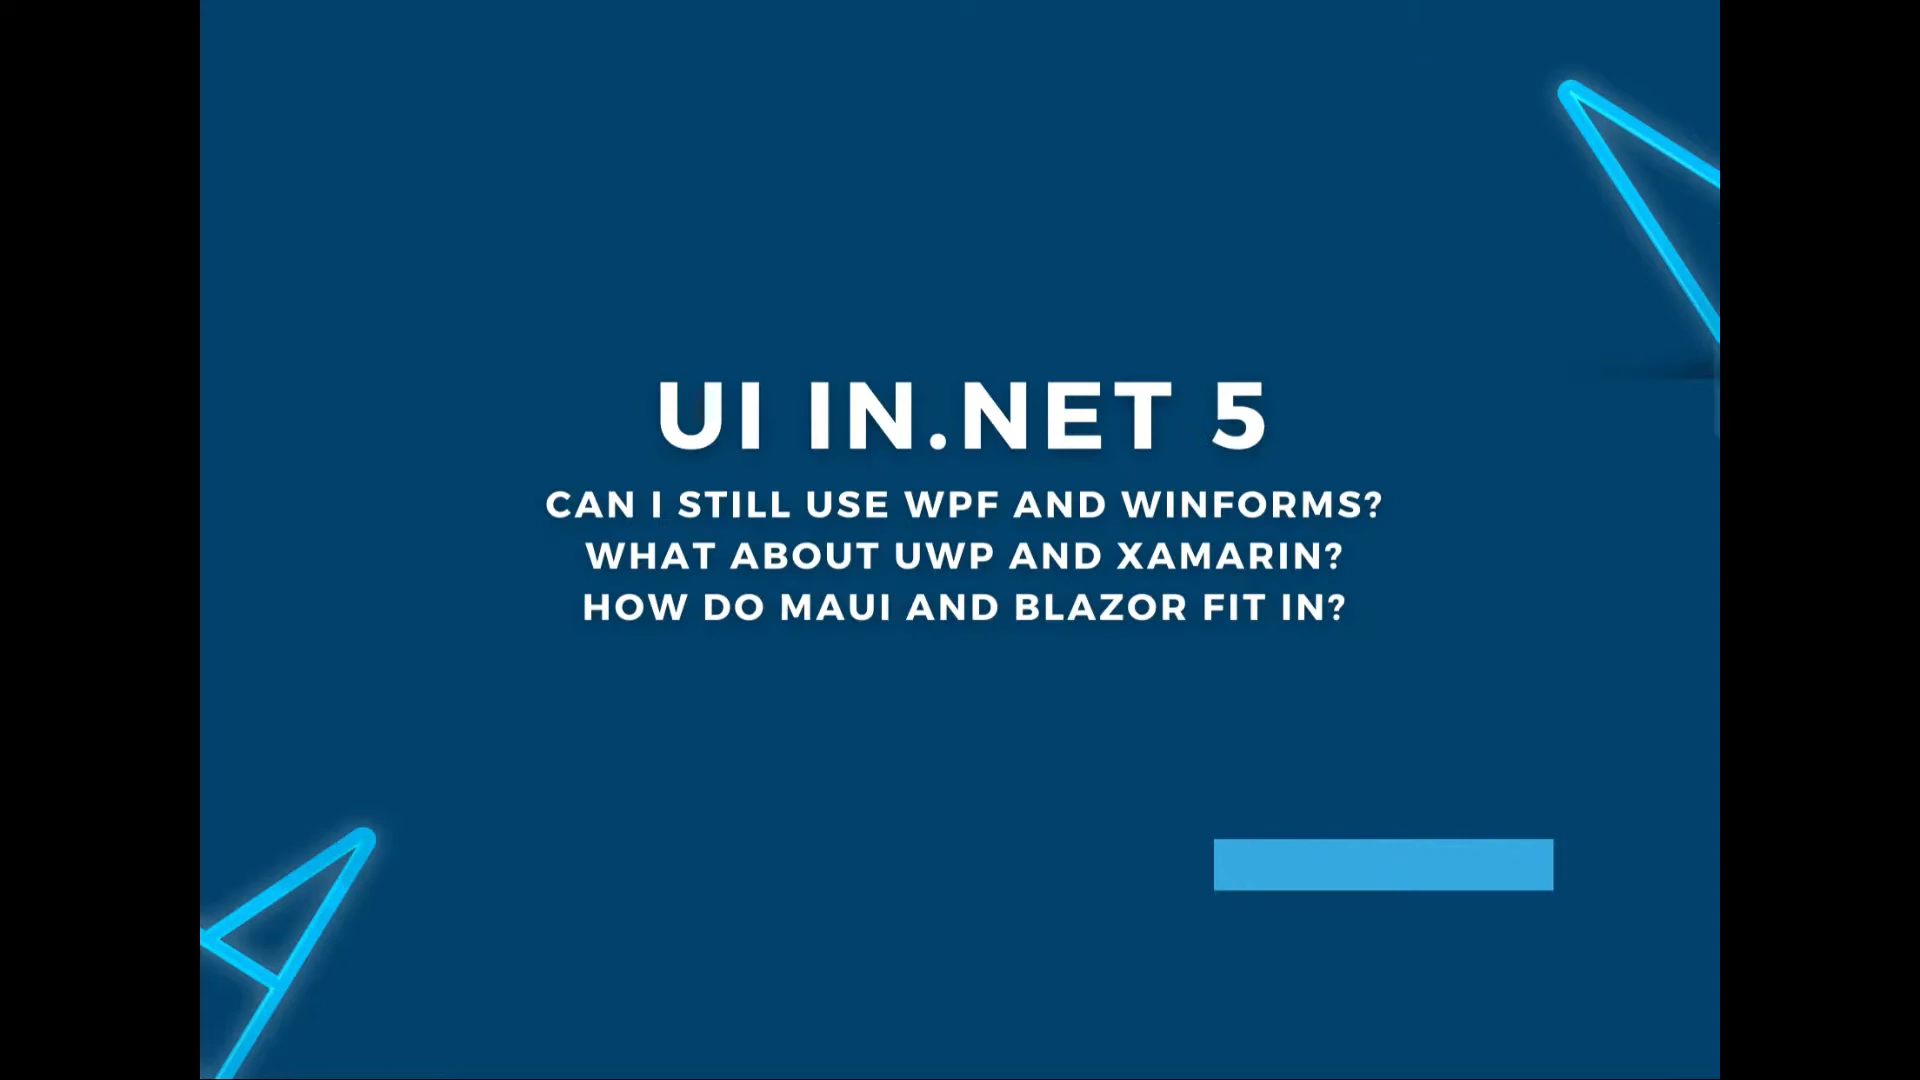 UI IN.NET 5
CAN I STILL USE WPF AND WINFORMS?
WHAT ABOUT UWP AND XAMARIN?
HOW DO MAUI AND BLAZOR FIT IN?